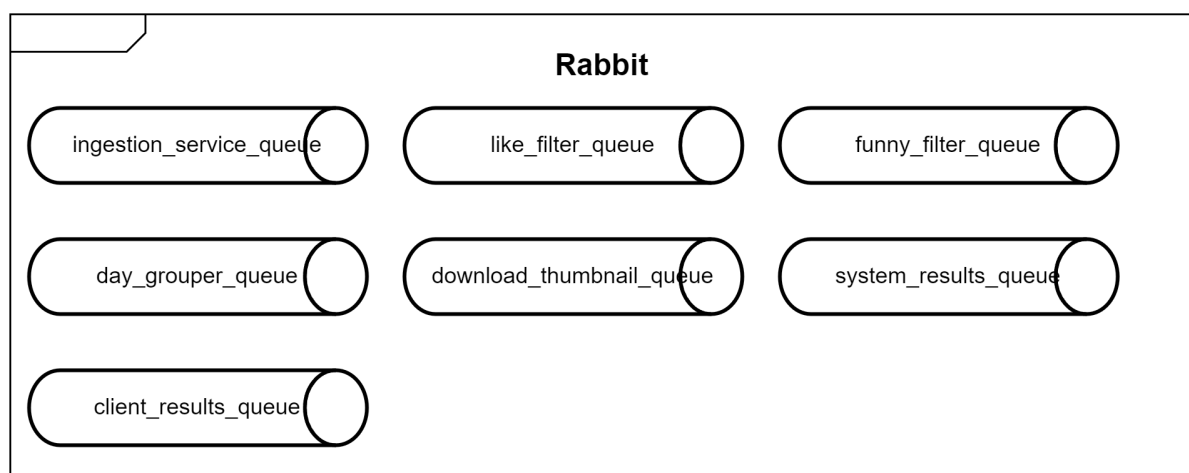 Rabbit
ingestion_service_queue
like_filter_queue
funny_filter_queue
day_grouper_queue
download_thumbnail_queue
system_results_queue
client_results_queue